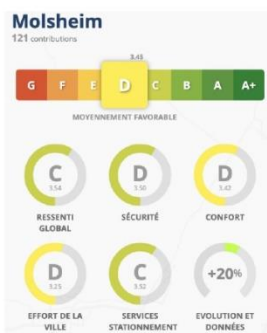 Molsheim
121 contributions
3.45
G F E D C B A A+
MOYENNEMENT FAVORABLE
C D D
3.54 3.50 3.42
RESSENTI SÉCURITÉ CONFORT
GLOBAL
D C +20%
3.25 3.52
EFFORT DE LA SERVICES EVOLUTION ET
VILLE STATIONNEMENT DONNÉES